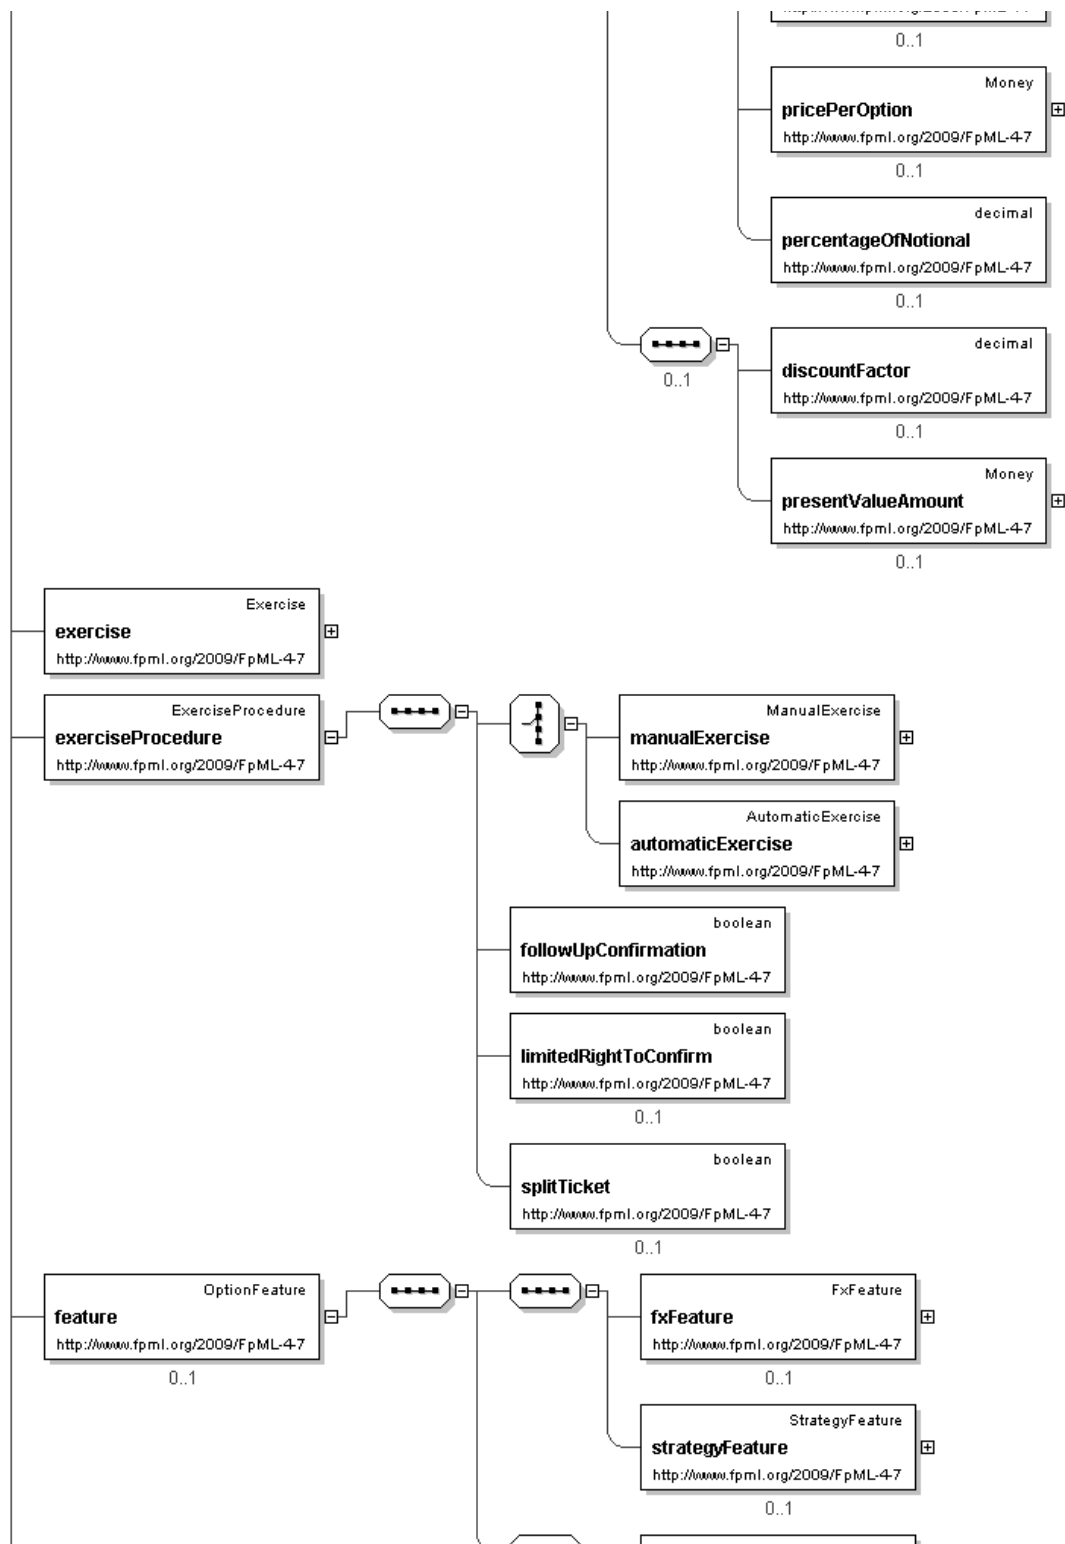 0..1
Money
pricePerOption
http://www.fpml.org/2009/FpML-4-7
0..1
decimal
percentageOfNotional
http://www.fpml.org/2009/FpML-4-7
0..1
decimal
discountFactor
http://www.fpml.org/2009/FpML-4-7
0..1
0..1
Money
presentValueAmount
http://www.fpml.org/2009/FpML-4-7
0..1
Exercise
exercise
http://www.fpml.org/2009/FpML-4-7
ExerciseProcedure
exerciseProcedure
http://www.fpml.org/2009/FpML-4-7
ManualExercise
manualExercise
http://www.fpml.org/2009/FpML-4-7
AutomaticExercise
automaticExercise
http://www.fpml.org/2009/FpML-4-7
boolean
followUpConfirmation
http://www.fpml.org/2009/FpML-4-7
boolean
limitedRightToConfirm
http://www.fpml.org/2009/FpML-4-7
0..1
boolean
splitTicket
http://www.fpml.org/2009/FpML-4-7
0..1
OptionFeature
feature
http://www.fpml.org/2009/FpML-4-7
0..1
FxFeature
fxFeature
http://www.fpml.org/2009/FpML-4-7
0..1
StrategyFeature
strategyFeature
http://www.fpml.org/2009/FpML-4-7
0..1